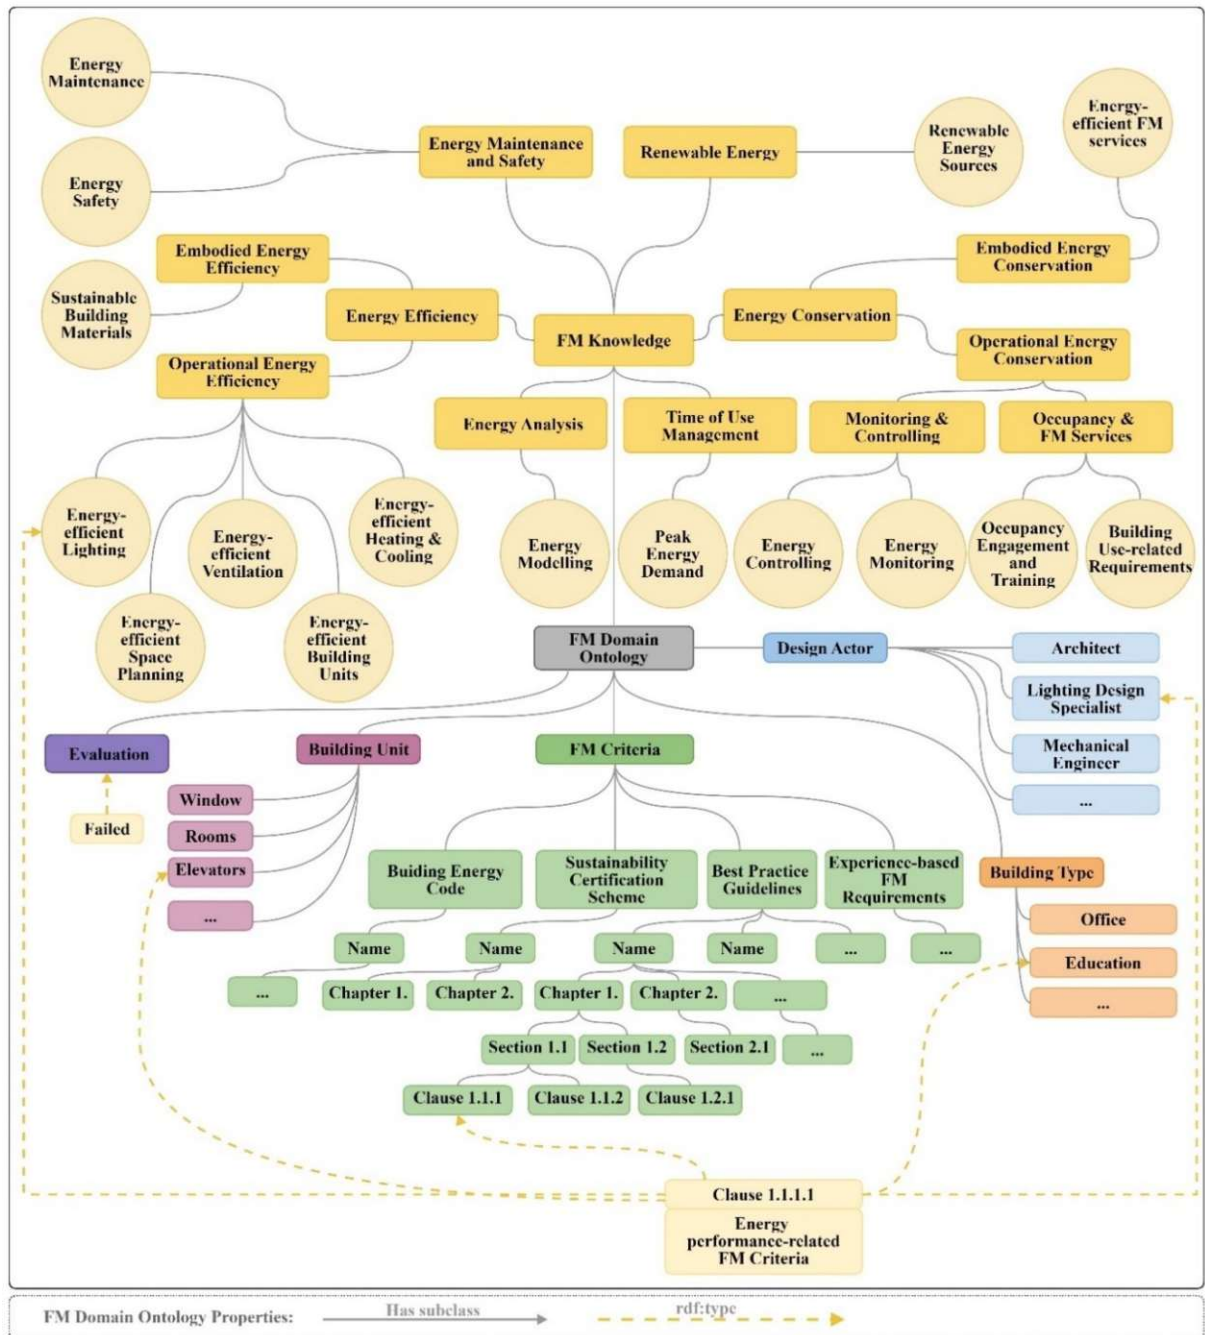 Energy
Maintenance
Energy-
efficient FM
services
Energy Maintenance
and Safety
Renewable Energy
Renewable
Energy
Sources
Energy
Safety
Embodied Energy
Efficiency
Embodied Energy
Conservation
Sustainable
Building
Materials
Energy Efficiency
FM Knowledge
Energy Conservation
Operational Energy
Conservation
Operational Energy
Efficiency
Energy Analysis
Time of Use
Management
Monitoring &
Controlling
Occupancy &
FM Services
Energy-
efficient
Lighting
Energy-
efficient
Ventilation
Energy-
efficient
Heating &
Cooling
Energy
Modelling
Peak
Energy
Demand
Energy
Controlling
Energy
Monitoring
Occupancy
Engagement
and
Training
Building
Use-related
Requirements
Energy-
efficient
Space
Planning
Energy-
efficient
Building
Units
FM Domain
Ontology
Design Actor
Architect
Lighting Design
Specialist
Mechanical
Engineer
...
Evaluation
Building Unit
FM Criteria
Failed
Window
Rooms
Elevators
...
Buiding Energy
Code
Sustainability
Certification
Scheme
Best Practice
Guidelines
Experience-based
FM
Requirements
Building Type
Office
Education
...
Name
Name
Name
Name
...
...
...
Chapter 1.
Chapter 2.
Chapter 1.
Chapter 2.
...
Section 1.1
Section 1.2
Section 2.1
...
Clause 1.1.1
Clause 1.1.2
Clause 1.2.1
Clause 1.1.1.1
Energy
performance-related
FM Criteria
FM Domain Ontology Properties:
Has subclass
rdf:type